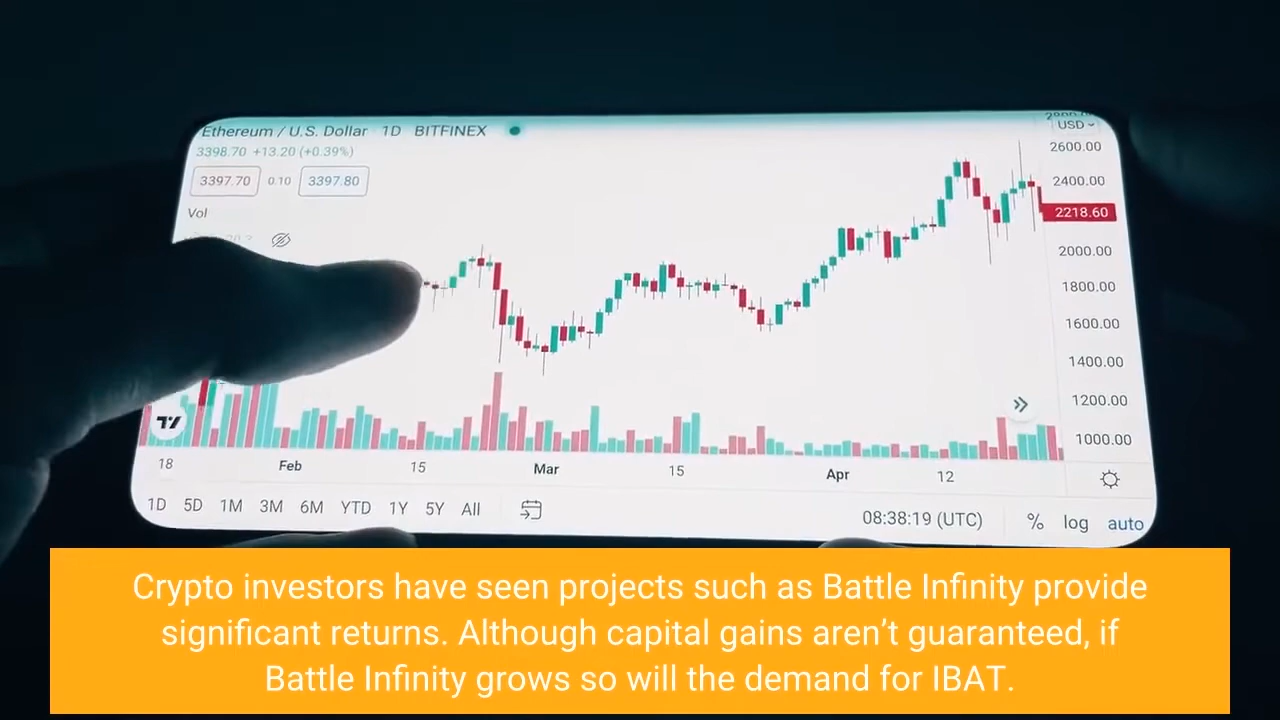 Ethereum / U.S. Dollar 1D BITFINEX
USD
3398.70 +13.20 (+0.39%)
3397.70 0.10 3397.80
Vol
2600.00
2400.00
2218.60
2000.00
1800.00
1600.00
1400.00
1200.00
1000.00
18 Feb 15 Mar 15 Apr 12
1D 5D 1M 3M 6M YTD 1Y 5Y All
08:38:19 (UTC) % log auto
Crypto investors have seen projects such as Battle Infinity provide
significant returns. Although capital gains aren’t guaranteed, if
Battle Infinity grows so will the demand for IBAT.